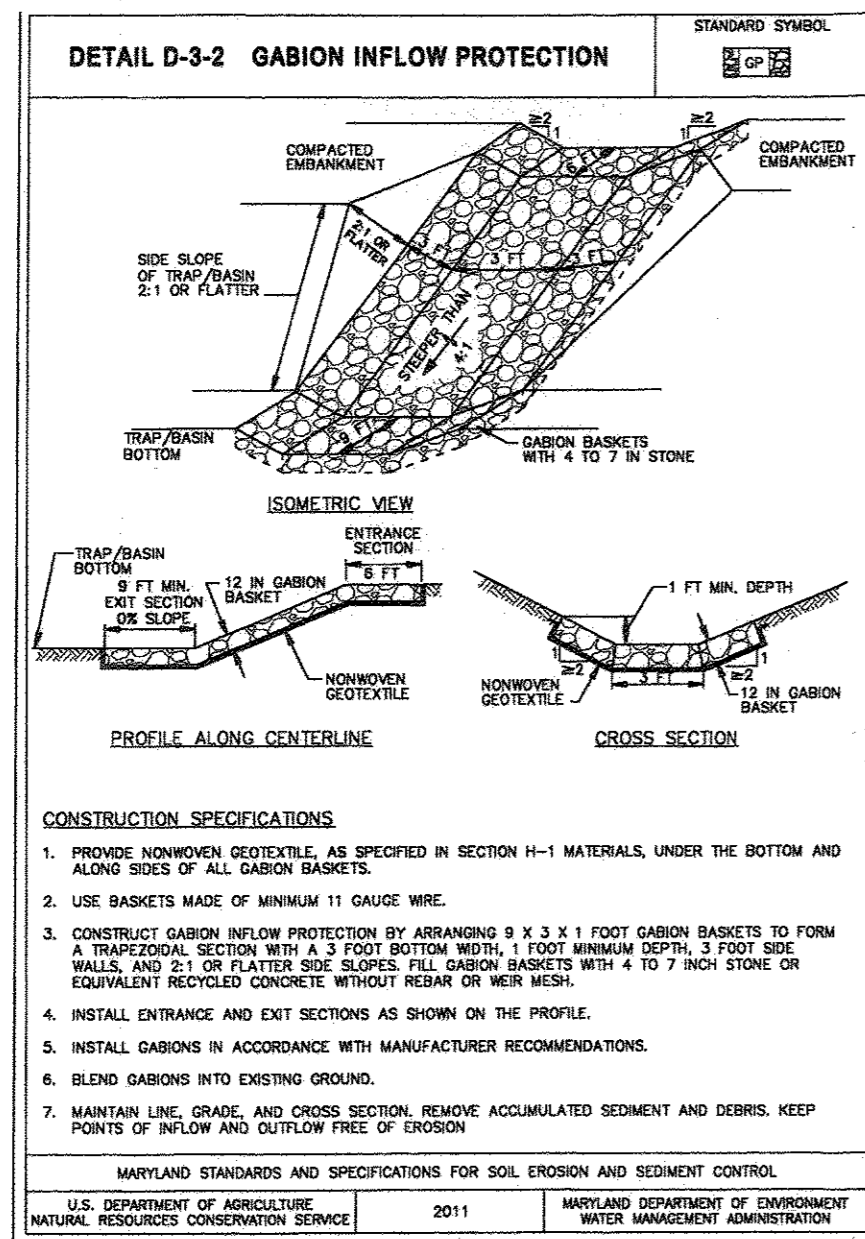 DETAIL D-3-2 GABION INFLOW PROTECTION
STANDARD SYMBOL
GP
≥2
1
≥2
1
COMPACTED
EMBANKMENT
6 FT
COMPACTED
EMBANKMENT
2:1 OR
FLATTER
3 FT
3 FT
3 FT
SIDE SLOPE
OF TRAP/BASIN
2:1 OR FLATTER
STEEPER THAN
4:1
9 FT
TRAP/BASIN
BOTTOM
GABION BASKETS
WITH 4 TO 7 IN STONE
ISOMETRIC VIEW
TRAP/BASIN
BOTTOM
9 FT MIN.
EXIT SECTION
0% SLOPE
12 IN GABION
BASKET
ENTRANCE
SECTION
6 FT
NONWOVEN
GEOTEXTILE
PROFILE ALONG CENTERLINE
1 FT MIN. DEPTH
1
≥2
3 FT
≥2
1
NONWOVEN
GEOTEXTILE
12 IN GABION
BASKET
CROSS SECTION
CONSTRUCTION SPECIFICATIONS
1. PROVIDE NONWOVEN GEOTEXTILE, AS SPECIFIED IN SECTION H-1 MATERIALS, UNDER THE BOTTOM AND
ALONG SIDES OF ALL GABION BASKETS.
2. USE BASKETS MADE OF MINIMUM 11 GAUGE WIRE.
3. CONSTRUCT GABION INFLOW PROTECTION BY ARRANGING 9 X 3 X 1 FOOT GABION BASKETS TO FORM
A TRAPEZOIDAL SECTION WITH A 3 FOOT BOTTOM WIDTH, 1 FOOT MINIMUM DEPTH, 3 FOOT SIDE
WALLS, AND 2:1 OR FLATTER SIDE SLOPES. FILL GABION BASKETS WITH 4 TO 7 INCH STONE OR
EQUIVALENT RECYCLED CONCRETE WITHOUT REBAR OR WEIR MESH.
4. INSTALL ENTRANCE AND EXIT SECTIONS AS SHOWN ON THE PROFILE.
5. INSTALL GABIONS IN ACCORDANCE WITH MANUFACTURER RECOMMENDATIONS.
6. BLEND GABIONS INTO EXISTING GROUND.
7. MAINTAIN LINE, GRADE, AND CROSS SECTION. REMOVE ACCUMULATED SEDIMENT AND DEBRIS. KEEP
POINTS OF INFLOW AND OUTFLOW FREE OF EROSION
MARYLAND STANDARDS AND SPECIFICATIONS FOR SOIL EROSION AND SEDIMENT CONTROL
U.S. DEPARTMENT OF AGRICULTURE
NATURAL RESOURCES CONSERVATION SERVICE
2011
MARYLAND DEPARTMENT OF ENVIRONMENT
WATER MANAGEMENT ADMINISTRATION